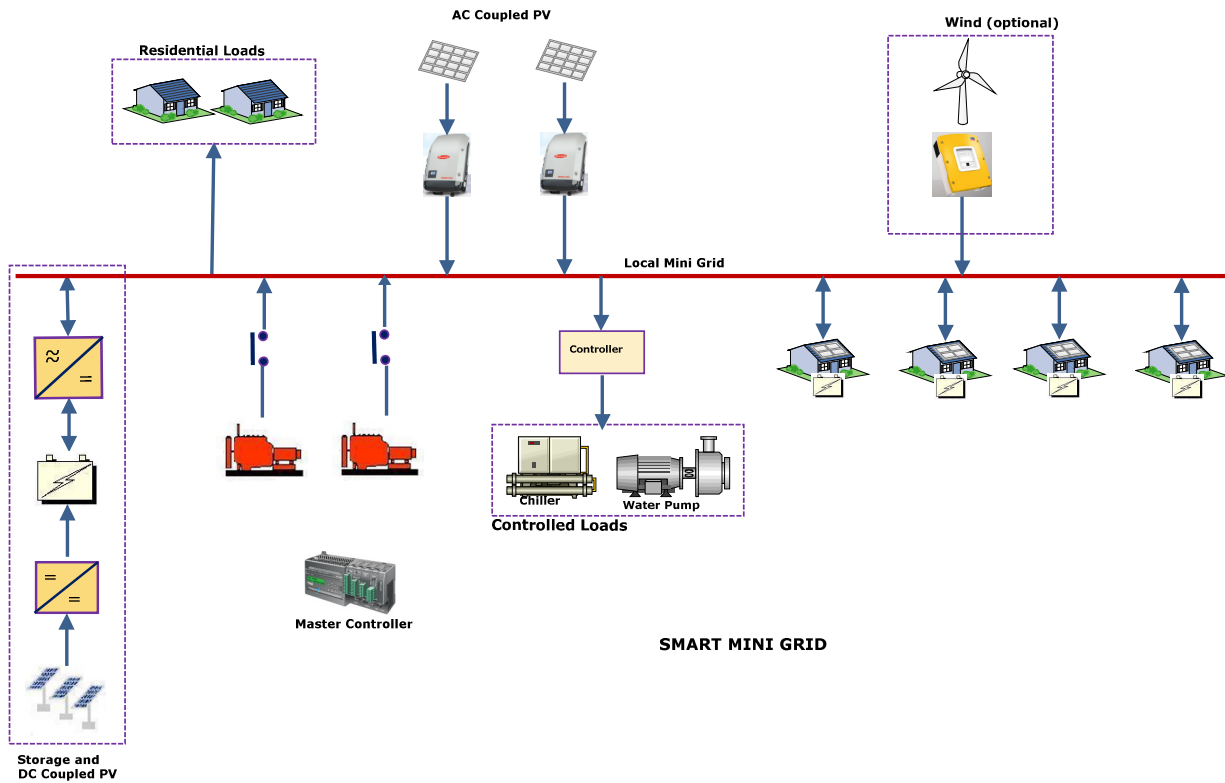 AC Coupled PV
Wind (optional)
Residential Loads
Local Mini Grid
Controller
Chiller
Water Pump
Controlled Loads
Master Controller
SMART MINI GRID
Storage and
DC Coupled PV